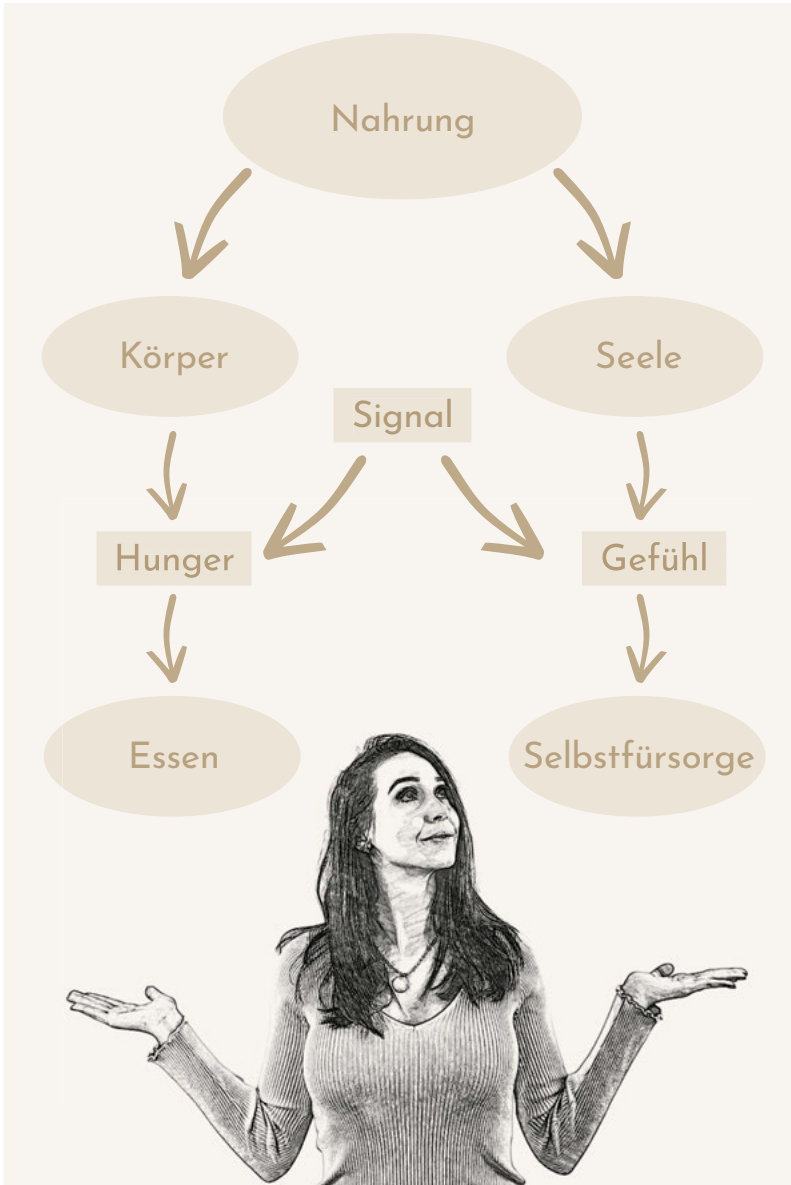 Nahrung
Körper
Seele
Signal
Hunger
Gefühl
Essen
Selbstfürsorge